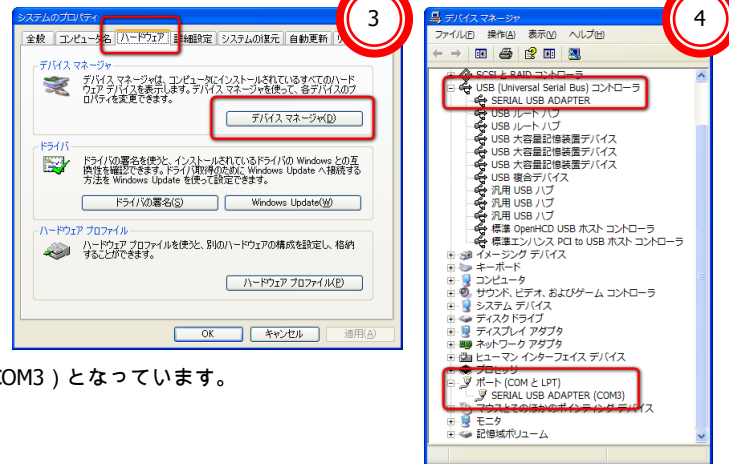 システムのプロパティ
3
全般 コンピュータ名 ハードウェア 詳細設定 システムの復元 自動更新
デバイス マネージャ
デバイス マネージャは、コンピュータにインストールされているすべてのハード
ウェア デバイスを表示します。デバイス マネージャを使って、各デバイスのプ
ロパティを変更できます。
デバイス マネージャ(D)
ドライバ
ドライバの署名を使うと、インストールされているドライバの Windows との互
換性を確認できます。ドライバ取得のために Windows Update へ接続する
方法を Windows Update を使って設定できます。
ドライバの署名(S) Windows Update(W)
ハードウェア プロファイル
ハードウェア プロファイルを使うと、別のハードウェアの構成を設定し、格納
することができます。
ハードウェア プロファイル(P)
OK キャンセル 適用(A)
COM3 ) となっています。
デバイス マネージャ
4
ファイル(F) 操作(A) 表示(V) ヘルプ(H)
SCSI と RAID コントローラ
USB (Universal Serial Bus) コントローラ
SERIAL USB ADAPTER
USB ルート ハブ
USB ルート ハブ
USB 大容量記憶装置デバイス
USB 大容量記憶装置デバイス
USB 大容量記憶装置デバイス
USB 複合デバイス
汎用 USB ハブ
汎用 USB ハブ
汎用 USB ハブ
標準 OpenHCD USB ホスト コントローラ
標準エンハンス PCI to USB ホスト コントローラ
イメージング デバイス
キーボード
コンピュータ
サウンド、ビデオ、およびゲーム コントローラ
システム デバイス
ディスク ドライブ
ディスプレイ アダプタ
ネットワーク アダプタ
ヒューマン インターフェイス デバイス
プロセッサ
ポート (COM と LPT)
SERIAL USB ADAPTER (COM3)
マウスとそのほかのポインティング デバイス
モニタ
記憶域ボリューム